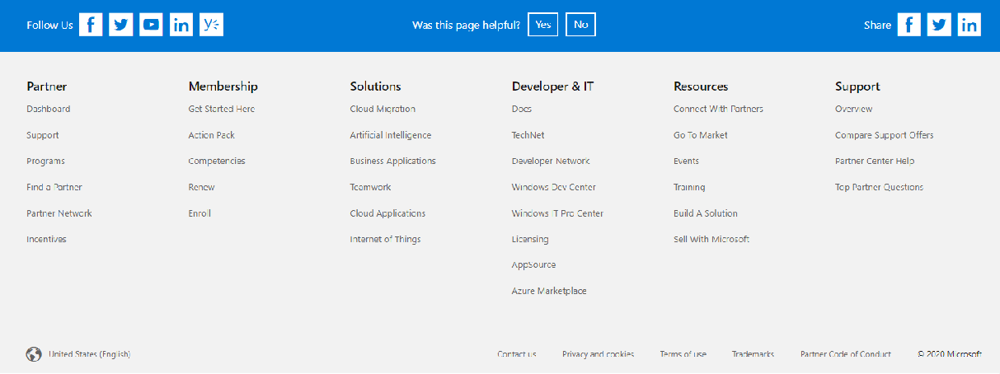 Follow Us
Was this page helpful? Yes No
Share
Partner
Dashboard
Support
Programs
Find a Partner
Partner Network
Incentives
Membership
Get Started Here
Action Pack
Competencies
Renew
Enroll
Solutions
Cloud Migration
Artificial Intelligence
Business Applications
Teamwork
Cloud Applications
Internet of Things
Developer & IT
Docs
TechNet
Developer Network
Windows Dev Center
Windows IT Pro Center
Licensing
AppSource
Azure Marketplace
Resources
Connect With Partners
Go To Market
Events
Training
Build A Solution
Sell With Microsoft
Support
Overview
Compare Support Offers
Partner Center Help
Top Partner Questions
United States (English)
Contact us
Privacy and cookies
Terms of use
Trademarks
Partner Code of Conduct
© 2020 Microsoft